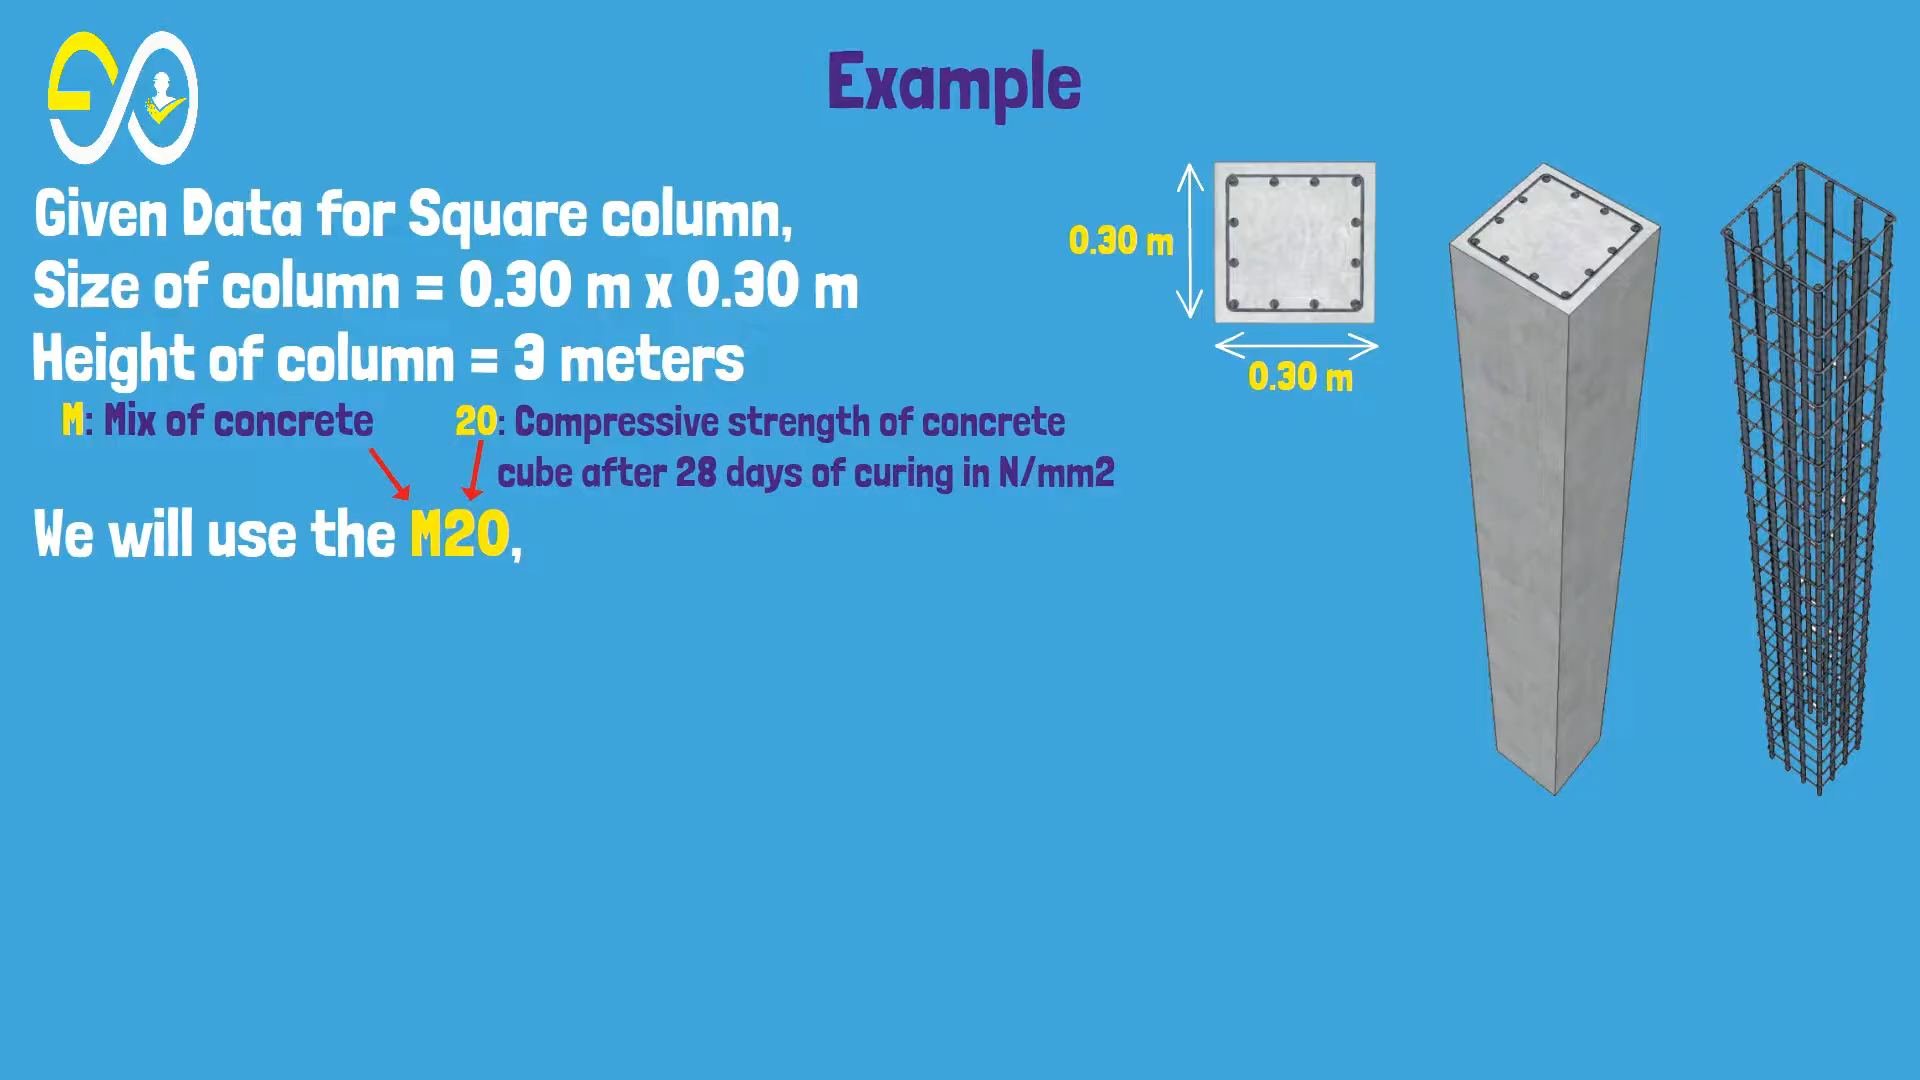 Example
Given Data for Square column,
Size of column = 0.30 m x 0.30 m
Height of column = 3 meters
M: Mix of concrete
20: Compressive strength of concrete
cube after 28 days of curing in N/mm2
We will use the M20,
0.30 m
0.30 m